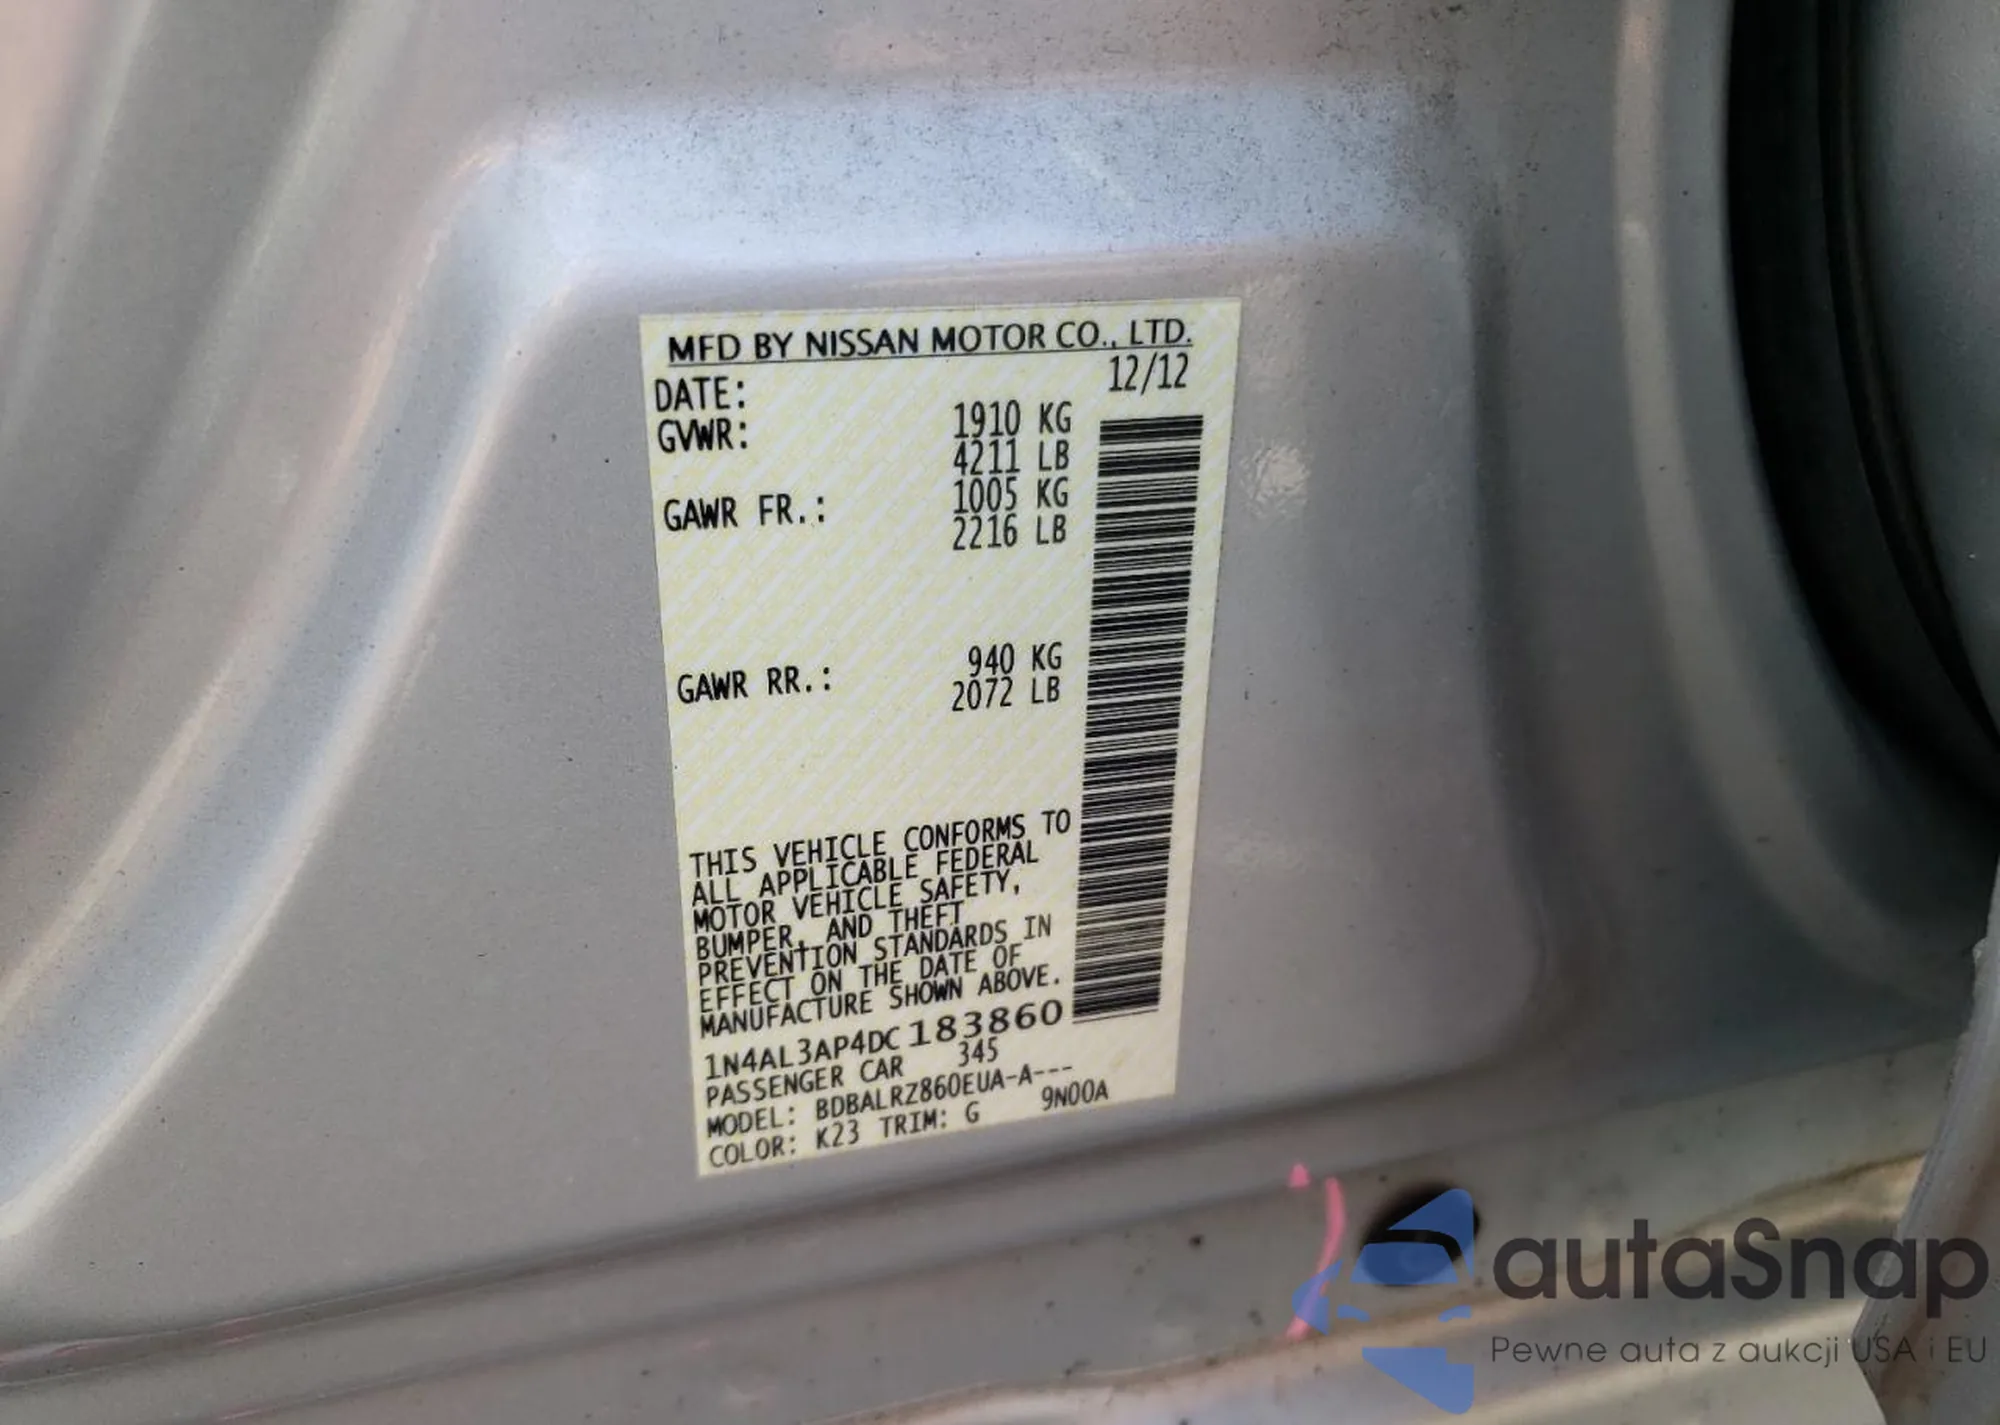 MFD BY NISSAN MOTOR CO., LTD.
DATE: 12/12
GVWR: 1910 KG
4211 LB
GAWR FR.: 1005 KG
2216 LB
GAWR RR.: 940 KG
2072 LB
THIS VEHICLE CONFORMS TO
ALL APPLICABLE FEDERAL
MOTOR VEHICLE SAFETY,
BUMPER, AND THEFT
PREVENTION STANDARDS IN
EFFECT ON THE DATE OF
MANUFACTURE SHOWN ABOVE.
1N4AL3AP4DC183860
PASSENGER CAR 345
MODEL: BDBALRZ860EUA-A---
COLOR: K23 TRIM: G 9N00A
autaSnap
Pewne auta z aukcji USA i EU